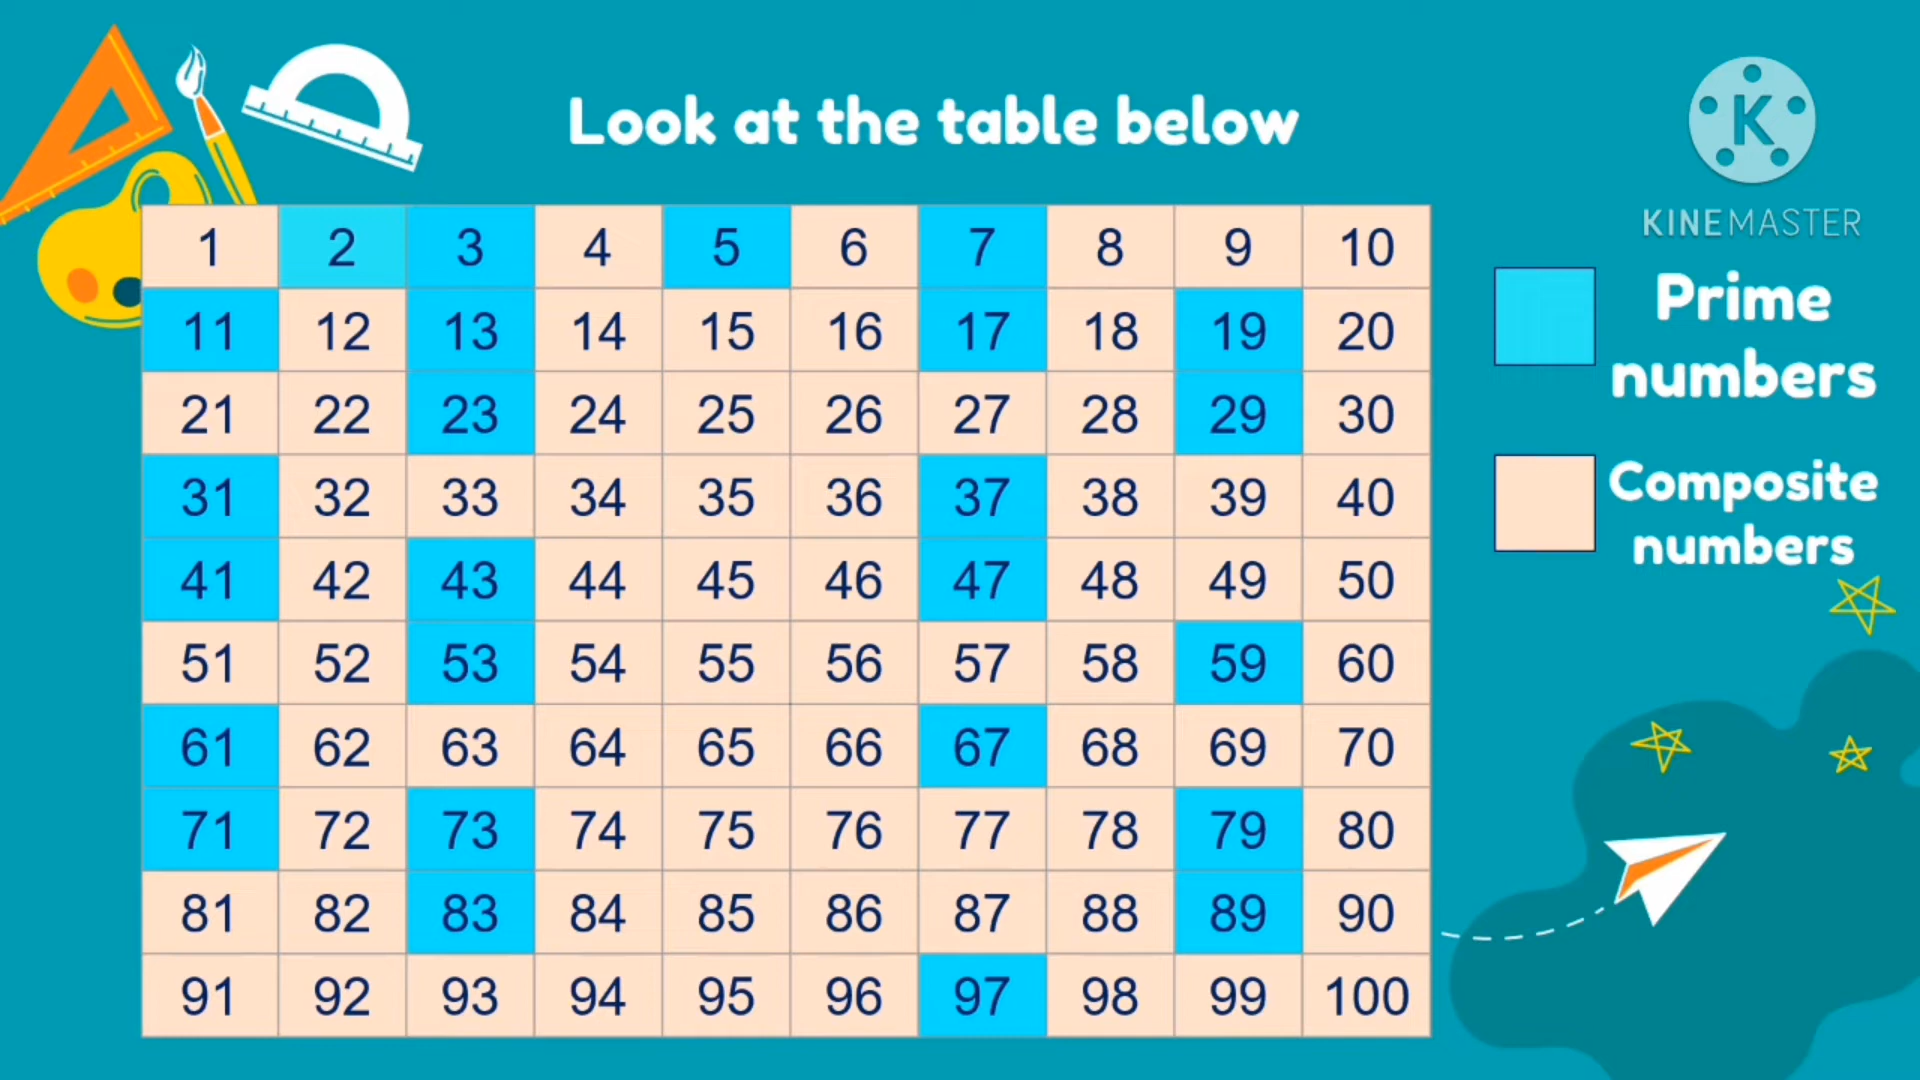 Look at the table below
K
KINEMASTER
1 2 3 4 5 6 7 8 9 10
11 12 13 14 15 16 17 18 19 20
21 22 23 24 25 26 27 28 29 30
31 32 33 34 35 36 37 38 39 40
41 42 43 44 45 46 47 48 49 50
51 52 53 54 55 56 57 58 59 60
61 62 63 64 65 66 67 68 69 70
71 72 73 74 75 76 77 78 79 80
81 82 83 84 85 86 87 88 89 90
91 92 93 94 95 96 97 98 99 100
Prime
numbers
Composite
numbers